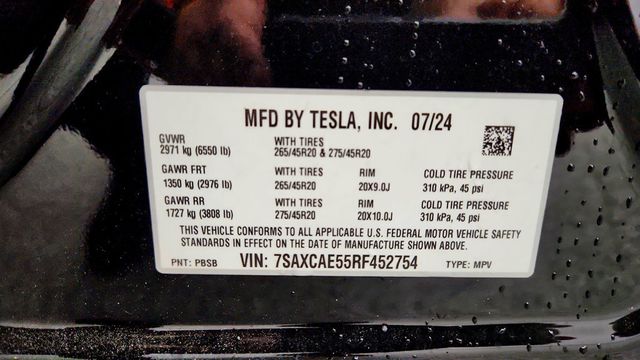 MFD BY TESLA, INC. 07/24
GVWR
2971 kg (6550 lb)
WITH TIRES
265/45R20 & 275/45R20
GAWR FRT
1350 kg (2976 lb)
WITH TIRES
265/45R20
RIM
20X9.0J
COLD TIRE PRESSURE
310 kPa, 45 psi
GAWR RR
1727 kg (3808 lb)
WITH TIRES
275/45R20
RIM
20X10.0J
COLD TIRE PRESSURE
310 kPa, 45 psi
THIS VEHICLE CONFORMS TO ALL APPLICABLE U.S. FEDERAL MOTOR VEHICLE SAFETY
STANDARDS IN EFFECT ON THE DATE OF MANUFACTURE SHOWN ABOVE.
PNT: PBSB VIN: 7SAXCAE55RF452754 TYPE: MPV